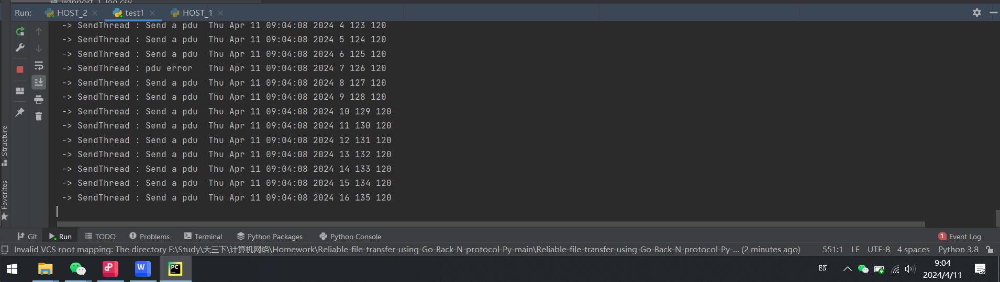 udpport_1_log.csv
Run: HOST_2 test1 HOST_1
-> SendThread : Send a pdu  Thu Apr 11 09:04:08 2024 4 123 120
-> SendThread : Send a pdu  Thu Apr 11 09:04:08 2024 5 124 120
-> SendThread : Send a pdu  Thu Apr 11 09:04:08 2024 6 125 120
-> SendThread : pdu error   Thu Apr 11 09:04:08 2024 7 126 120
-> SendThread : Send a pdu  Thu Apr 11 09:04:08 2024 8 127 120
-> SendThread : Send a pdu  Thu Apr 11 09:04:08 2024 9 128 120
-> SendThread : Send a pdu  Thu Apr 11 09:04:08 2024 10 129 120
-> SendThread : Send a pdu  Thu Apr 11 09:04:08 2024 11 130 120
-> SendThread : Send a pdu  Thu Apr 11 09:04:08 2024 12 131 120
-> SendThread : Send a pdu  Thu Apr 11 09:04:08 2024 13 132 120
-> SendThread : Send a pdu  Thu Apr 11 09:04:08 2024 14 133 120
-> SendThread : Send a pdu  Thu Apr 11 09:04:08 2024 15 134 120
-> SendThread : Send a pdu  Thu Apr 11 09:04:08 2024 16 135 120
Structure
Favorites
Git Run TODO Problems Terminal Python Packages Python Console 1 Event Log
Invalid VCS root mapping: The directory F:\Study\大三下\计算机网络\Homework\Reliable-file-transfer-using-Go-Back-N-protocol-Py-main\Reliable-file-transfer-using-Go-Back-N-protocol-Py-... (2 minutes ago) 551:1 LF UTF-8 4 spaces Python 3.8
P W PC EN 9:04
2024/4/11